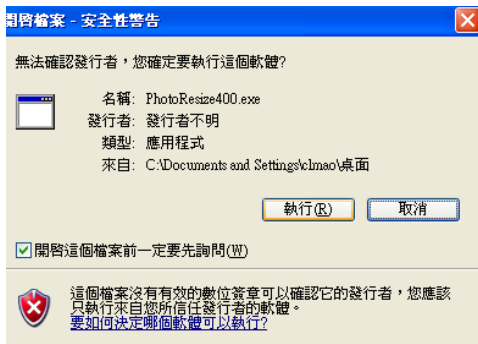 開啓檔案 - 安全性警告
無法確認發行者，您確定要執行這個軟體?
名稱: PhotoResize400.exe
發行者: 發行者不明
類型: 應用程式
來自: C:\Documents and Settings\clmao\桌面
執行(R)
取消
開啓這個檔案前一定要先詢問(W)
這個檔案沒有有效的數位簽章可以確認它的發行者，您應該
只執行來自您所信任發行者的軟體。
要如何決定哪個軟體可以執行?